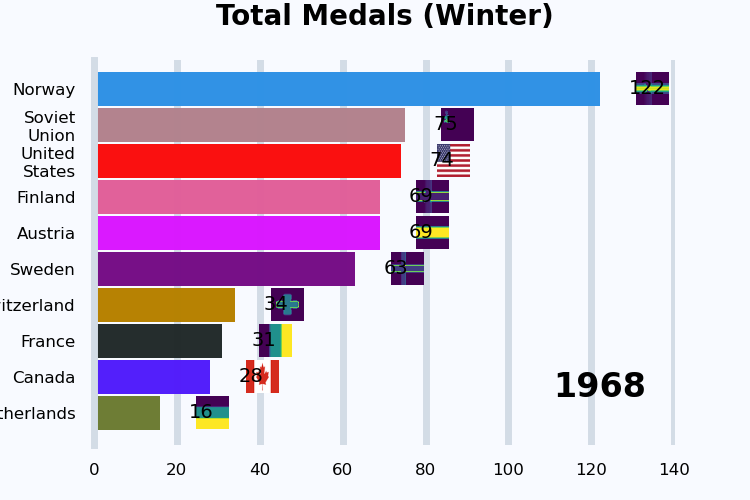 Total Medals (Winter)
Norway
122
Soviet
Union
75
United
States
74
Finland
69
Austria
69
Sweden
63
itzerland
34
France
31
Canada
28
therlands
16
1968
0 20 40 60 80 100 120 140